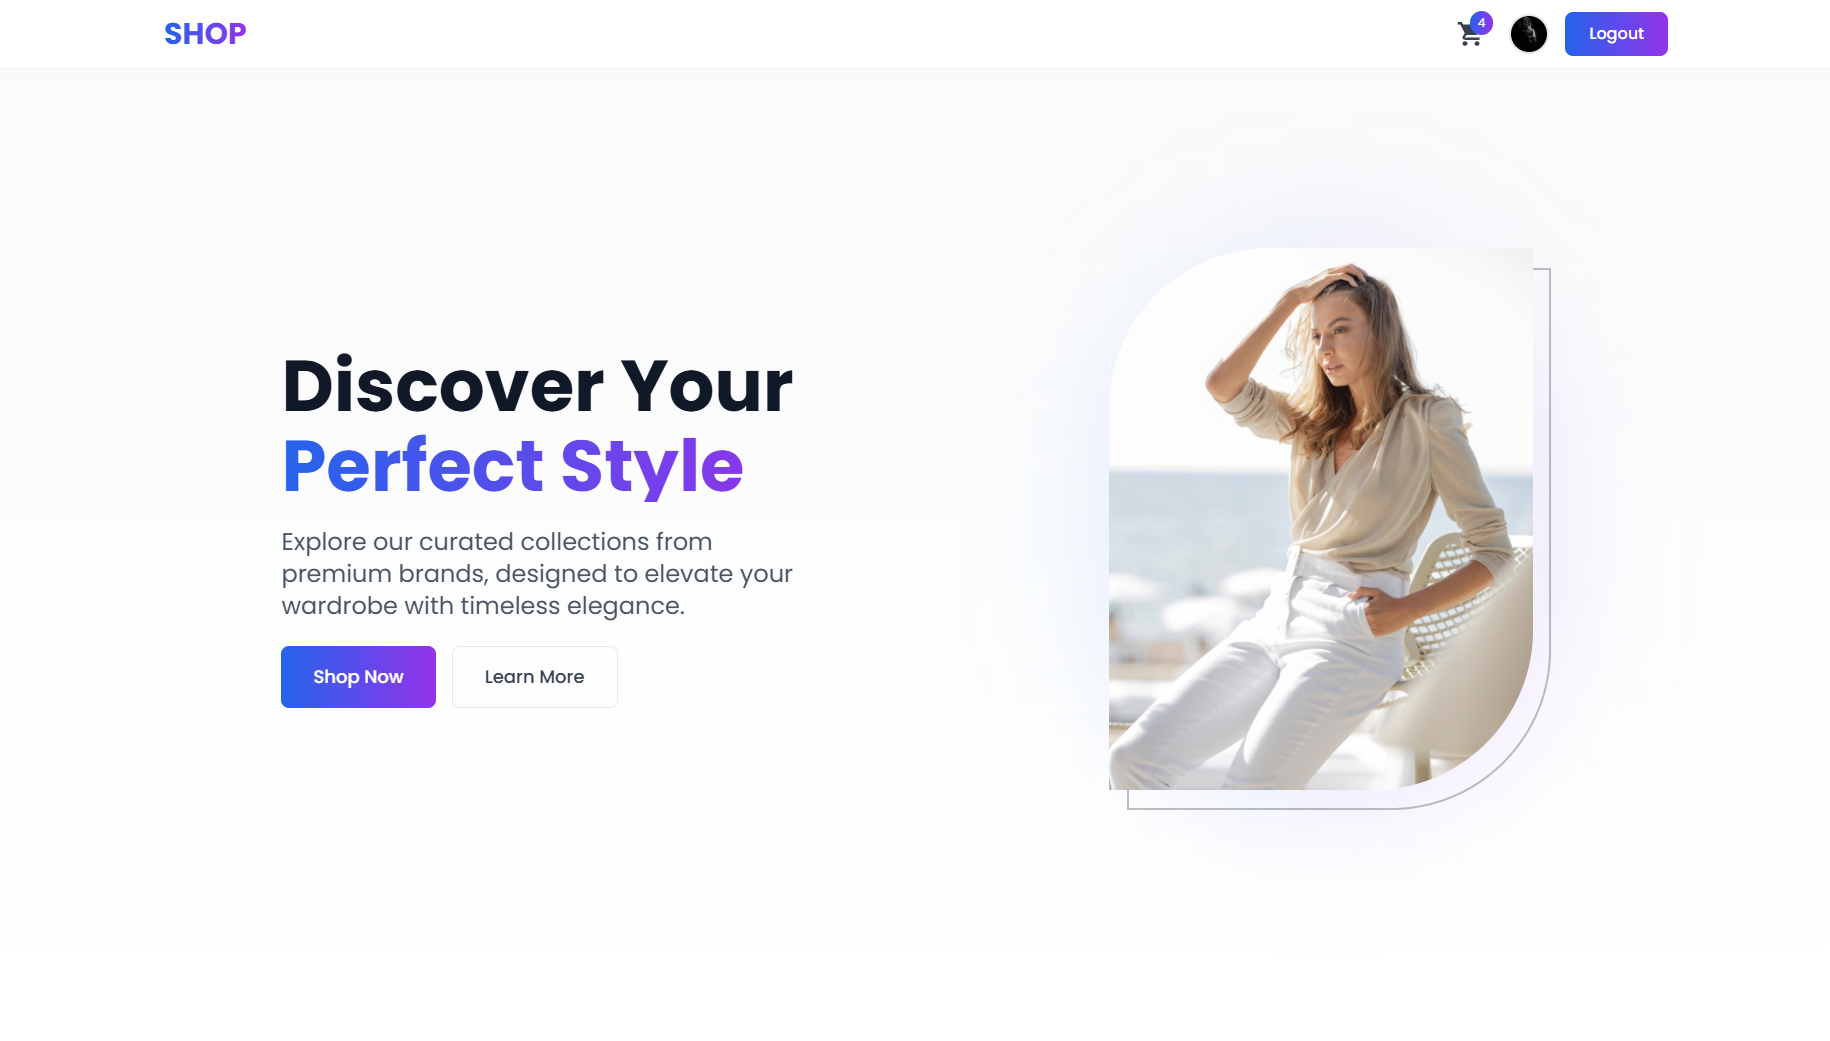 SHOP
4
Logout
Discover Your
Perfect Style
Explore our curated collections from
premium brands, designed to elevate your
wardrobe with timeless elegance.
Shop Now
Learn More